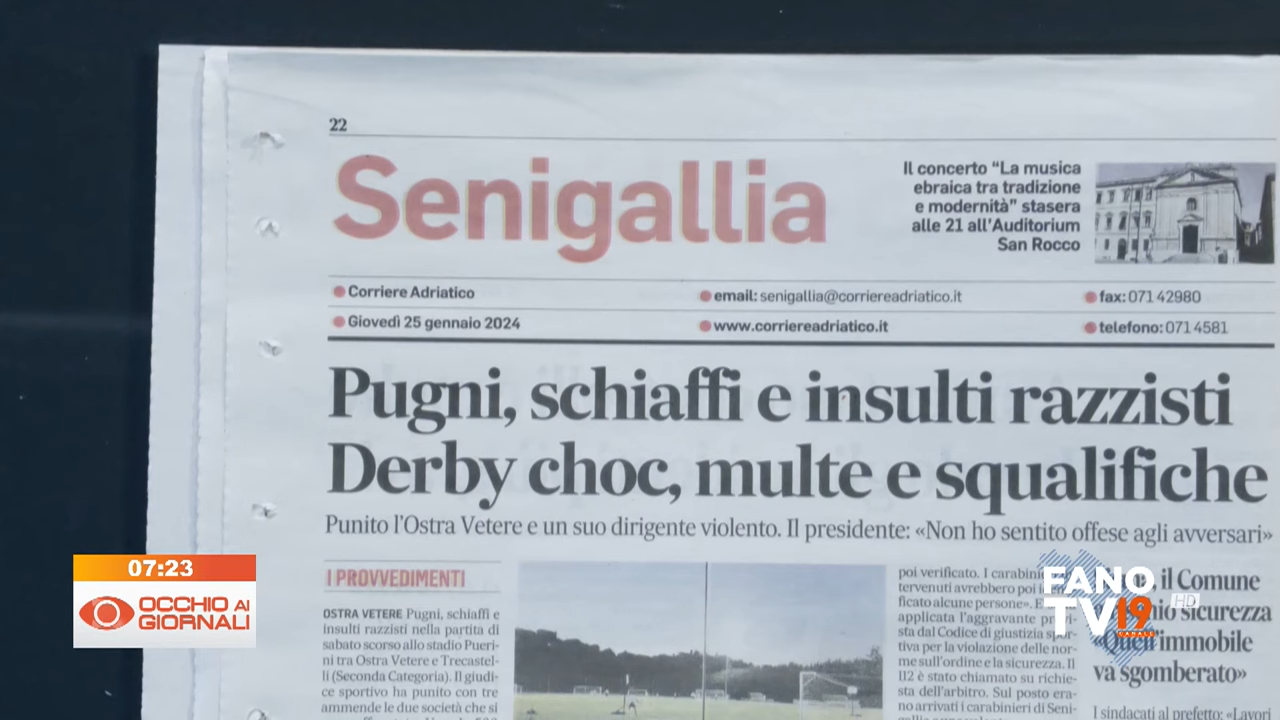 22
Senigallia
Il concerto “La musica
ebraica tra tradizione
e modernità” stasera
alle 21 all’Auditorium
San Rocco
Corriere Adriatico
email: senigallia@corriereadriatico.it
fax: 071 42980
Giovedì 25 gennaio 2024
www.corriereadriatico.it
telefono: 071 4581
Pugni, schiaffi e insulti razzisti
Derby choc, multe e squalifiche
Punito l’Ostra Vetere e un suo dirigente violento. Il presidente: «Non ho sentito offese agli avversari»
I PROVVEDIMENTI
OSTRA VETERE Pugni, schiaffi e
insulti razzisti nella partita di
sabato scorso allo stadio Pueri-
ni tra Ostra Vetere e Trecastel-
li (Seconda Categoria). Il giudi-
ce sportivo ha punito con tre
ammende le due società che si
poi verificato. I
tervenuti avrebbero poi
ficato alcune persone».
applicata l’aggravante
sta dal Codice di giustizia
tiva per la violazione delle nor-
me sull’ordine e la sicurezza. Il
112 è stato chiamato su richie-
sta dell’arbitro. Sul posto era-
no arrivati i carabinieri di Seni-
il Comune
sicurezza
«Quell’immobile
va sgomberato»
I sindacati al prefetto: «Lavori
07:23
OCCHIO AI
GIORNALI
FANO
TV19
HD